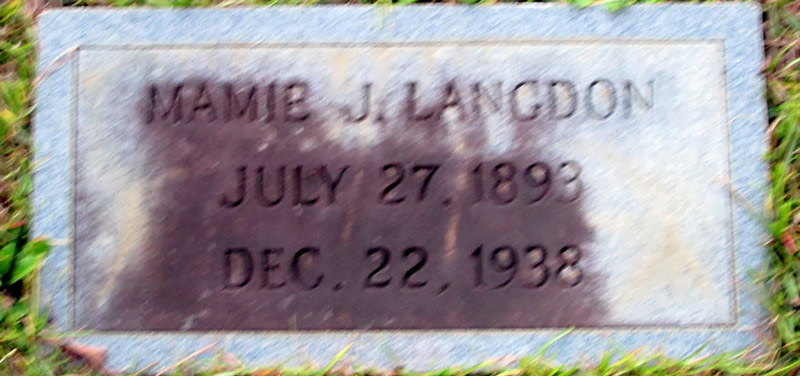 MAMIE J. LANGDON
JULY 27, 1893
DEC. 22, 1938